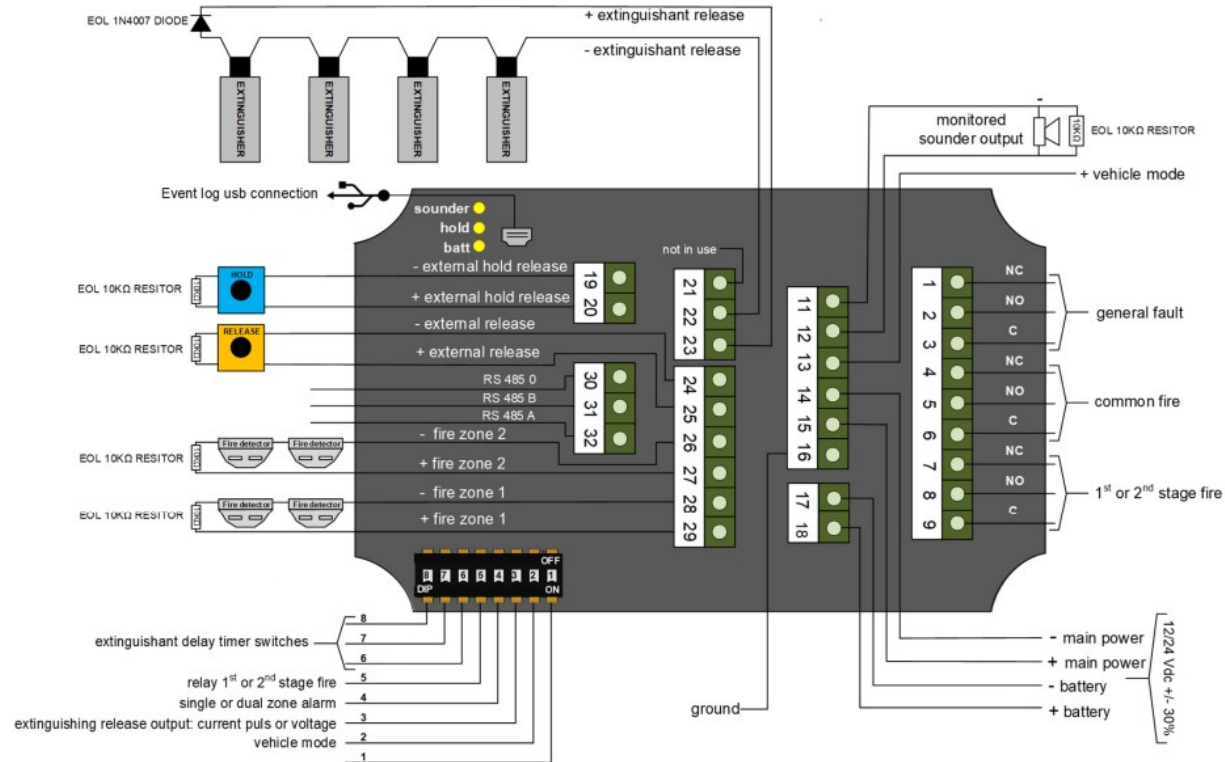 EOL 1N4007 DIODE
+ extinguishant release
- extinguishant release
EXTINGUISHER
EXTINGUISHER
EXTINGUISHER
EXTINGUISHER
-
monitored
sounder output
10KΩ
EOL 10KΩ RESITOR
+ vehicle mode
Event log usb connection
sounder
hold
batt
not in use
HOLD
EOL 10KΩ RESITOR
10KΩ
- external hold release
+ external hold release
19
20
RELEASE
EOL 10KΩ RESITOR
10KΩ
- external release
+ external release
RS 485 0
RS 485 B
RS 485 A
30
31
32
Fire detector
Fire detector
EOL 10KΩ RESITOR
10KΩ
- fire zone 2
+ fire zone 2
Fire detector
Fire detector
EOL 10KΩ RESITOR
10KΩ
- fire zone 1
+ fire zone 1
21
22
23
24
25
26
27
28
29
11
12
13
14
15
16
17
18
1
2
3
4
5
6
7
8
9
NC
NO
C
general fault
NC
NO
C
common fire
NC
NO
C
1st or 2nd stage fire
OFF
8 7 6 5 4 3 2 1
DIP
ON
8
7
6
extinguishant delay timer switches
5
relay 1st or 2nd stage fire
4
single or dual zone alarm
3
extinguishing release output: current puls or voltage
2
vehicle mode
1
ground
- main power
+ main power
- battery
+ battery
12/24 Vdc +/- 30%